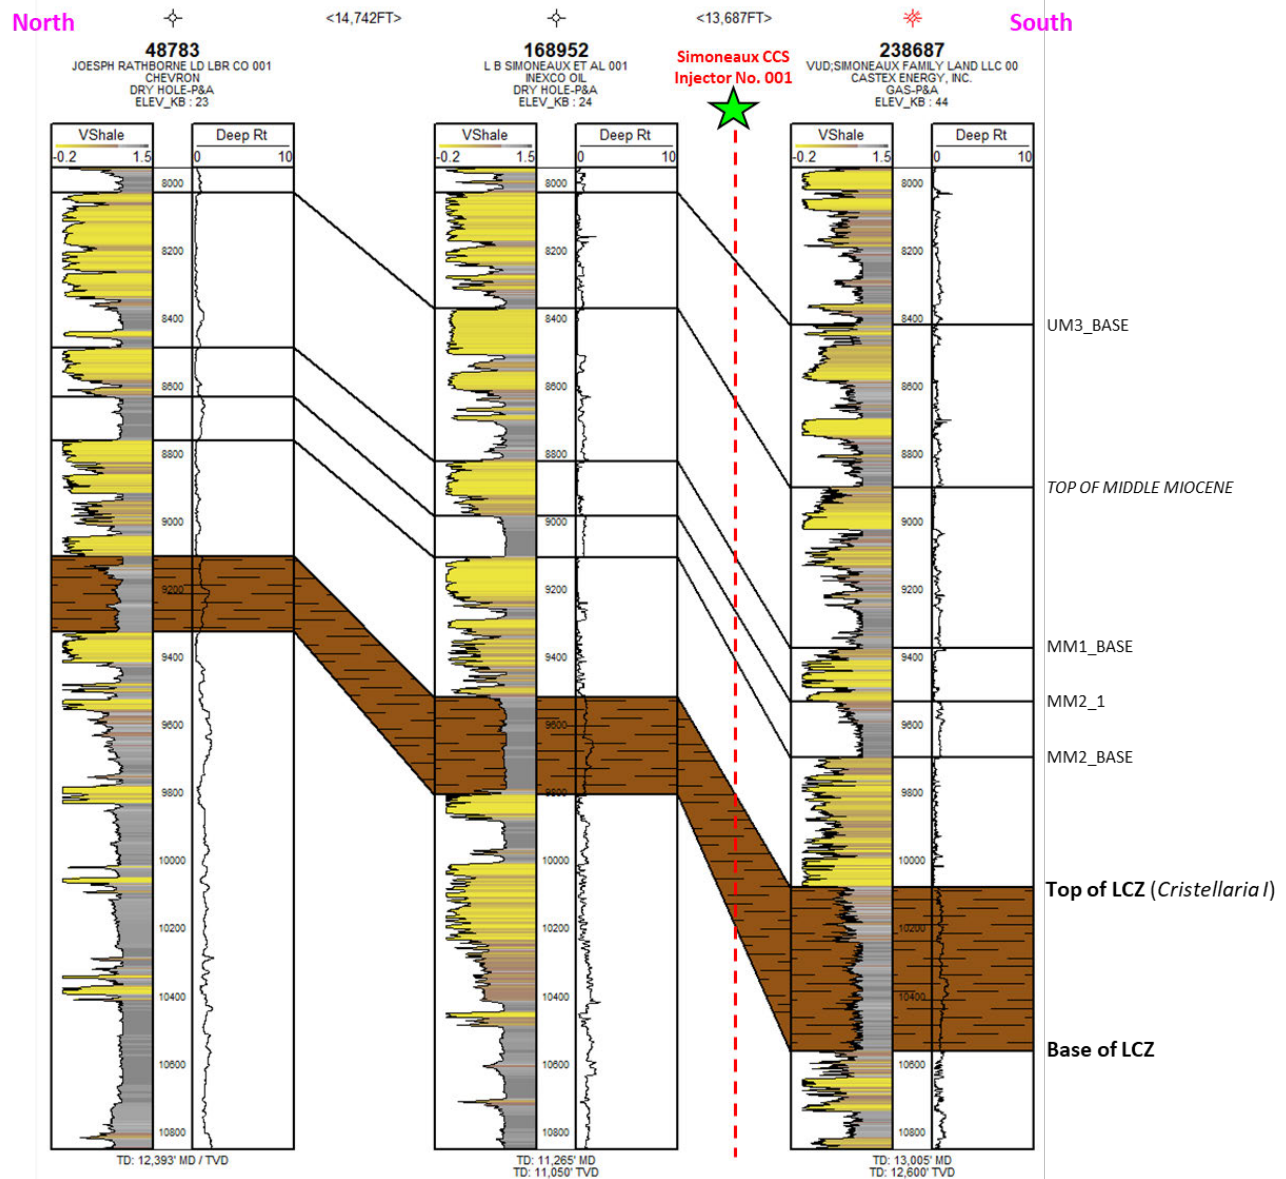 North
<14,742FT>
<13,687FT>
South
48783
JOESPH RATHBORNE LD LBR CO 001
CHEVRON
DRY HOLE-P&A
ELEV_KB : 23
168952
L B SIMONEAUX ET AL 001
INEXCO OIL
DRY HOLE-P&A
ELEV_KB : 24
Simoneaux CCS
Injector No. 001
238687
VUD;SIMONEAUX FAMILY LAND LLC 00
CASTEX ENERGY, INC.
GAS-P&A
ELEV_KB : 44
VShale
-0.2 1.5
Deep Rt
0 10
VShale
-0.2 1.5
Deep Rt
0 10
VShale
-0.2 1.5
Deep Rt
0 10
8000
8200
8400
8600
8800
9000
9200
9400
9600
9800
10000
10200
10400
10600
10800
8000
8200
8400
8600
8800
9000
9200
9400
9600
9800
10000
10200
10400
10600
10800
8000
8200
8400
8600
8800
9000
9200
9400
9600
9800
10000
10200
10400
10600
10800
UM3_BASE
TOP OF MIDDLE MIOCENE
MM1_BASE
MM2_1
MM2_BASE
Top of LCZ (Cristellaria I)
Base of LCZ
TD: 12,393' MD / TVD
TD: 11,265' MD
TD: 11,050' TVD
TD: 13,005' MD
TD: 12,600' TVD